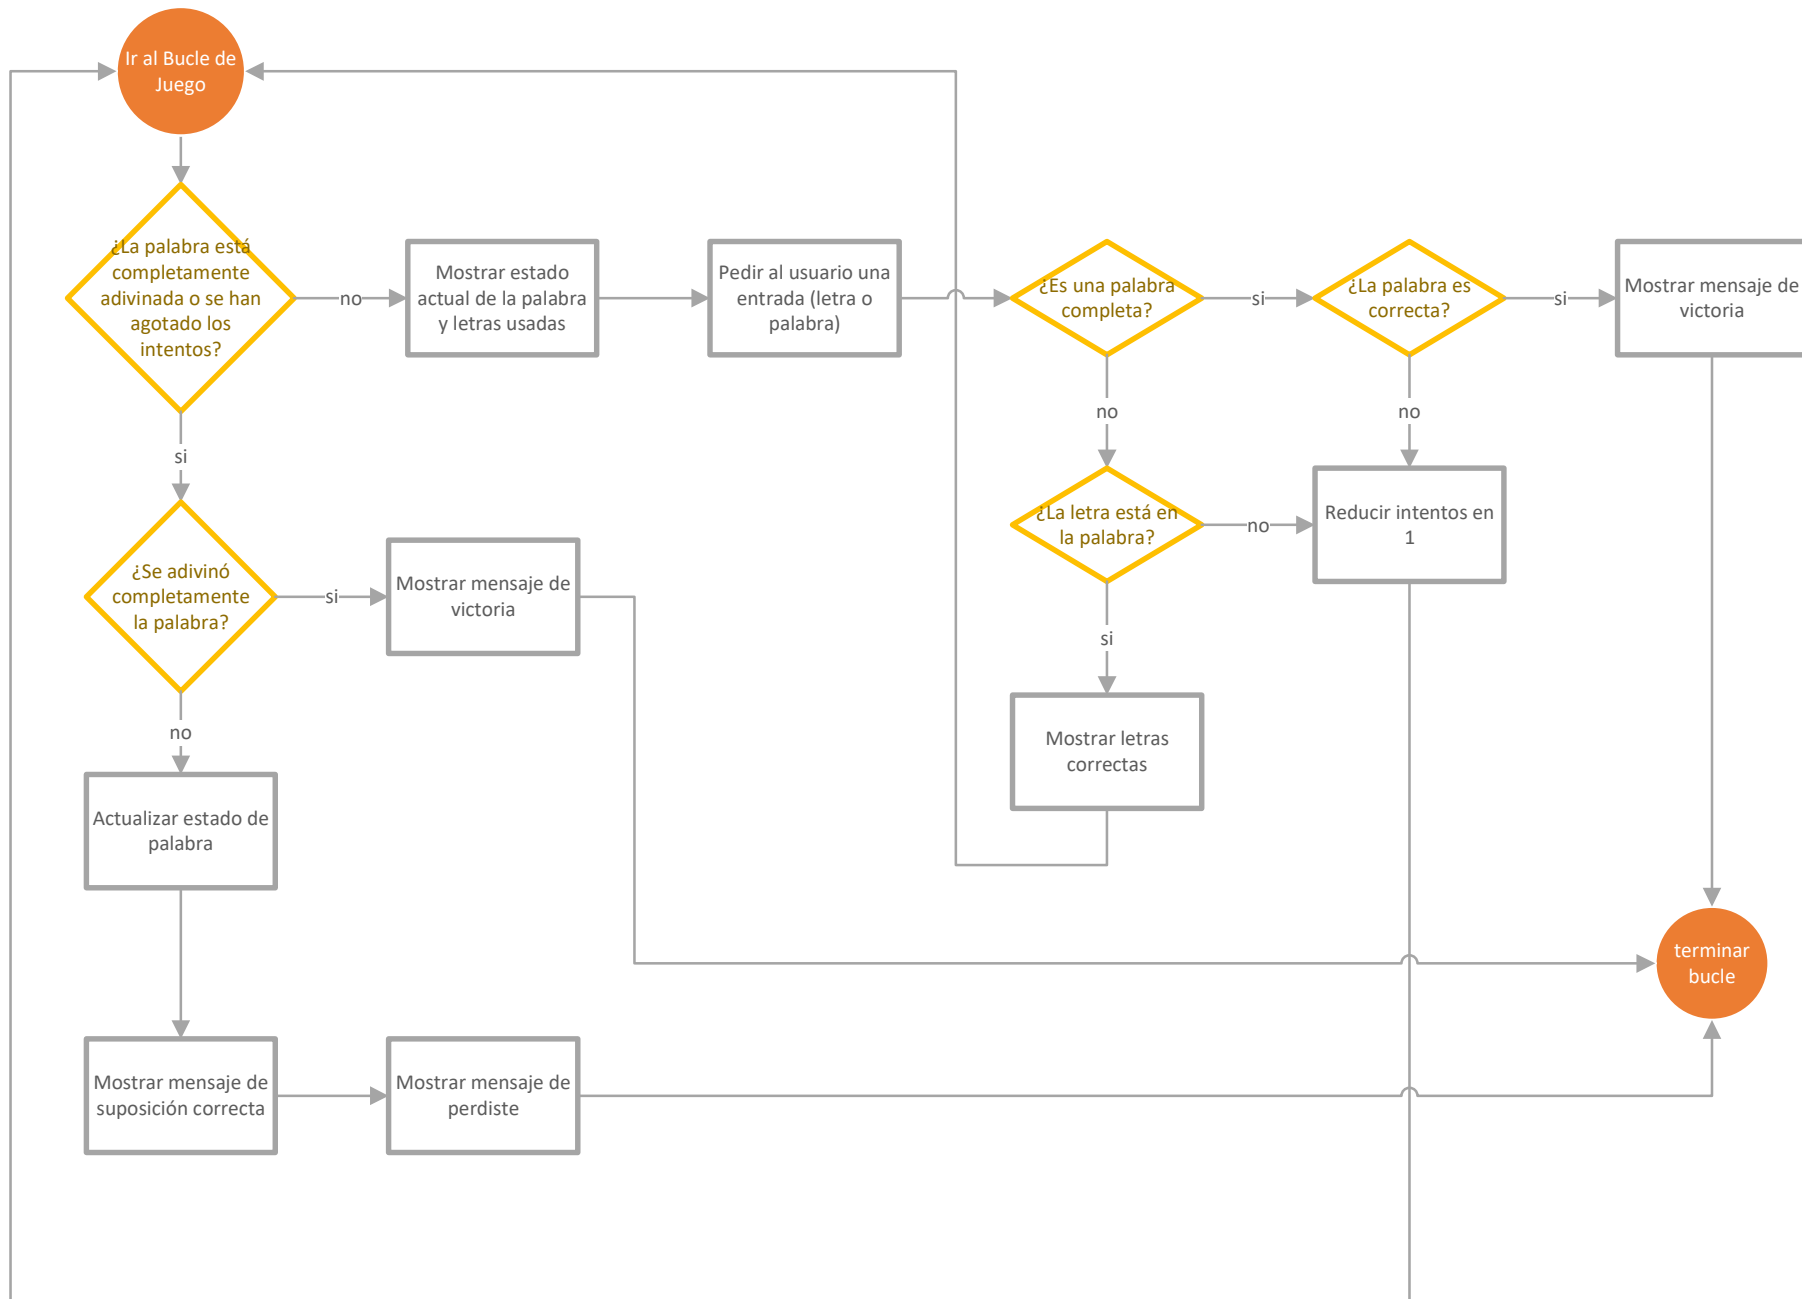 Ir al Bucle de
Juego
¿La palabra está
completamente
adivinada o se han
agotado los
intentos?
no
Mostrar estado
actual de la palabra
y letras usadas
Pedir al usuario una
entrada (letra o
palabra)
¿Es una palabra
completa?
si
¿La palabra es
correcta?
si
Mostrar mensaje de
victoria
no
no
si
¿La letra está en
la palabra?
no
Reducir intentos en
1
¿Se adivinó
completamente
la palabra?
si
Mostrar mensaje de
victoria
si
Mostrar letras
correctas
no
Actualizar estado de
palabra
terminar
bucle
Mostrar mensaje de
suposición correcta
Mostrar mensaje de
perdiste